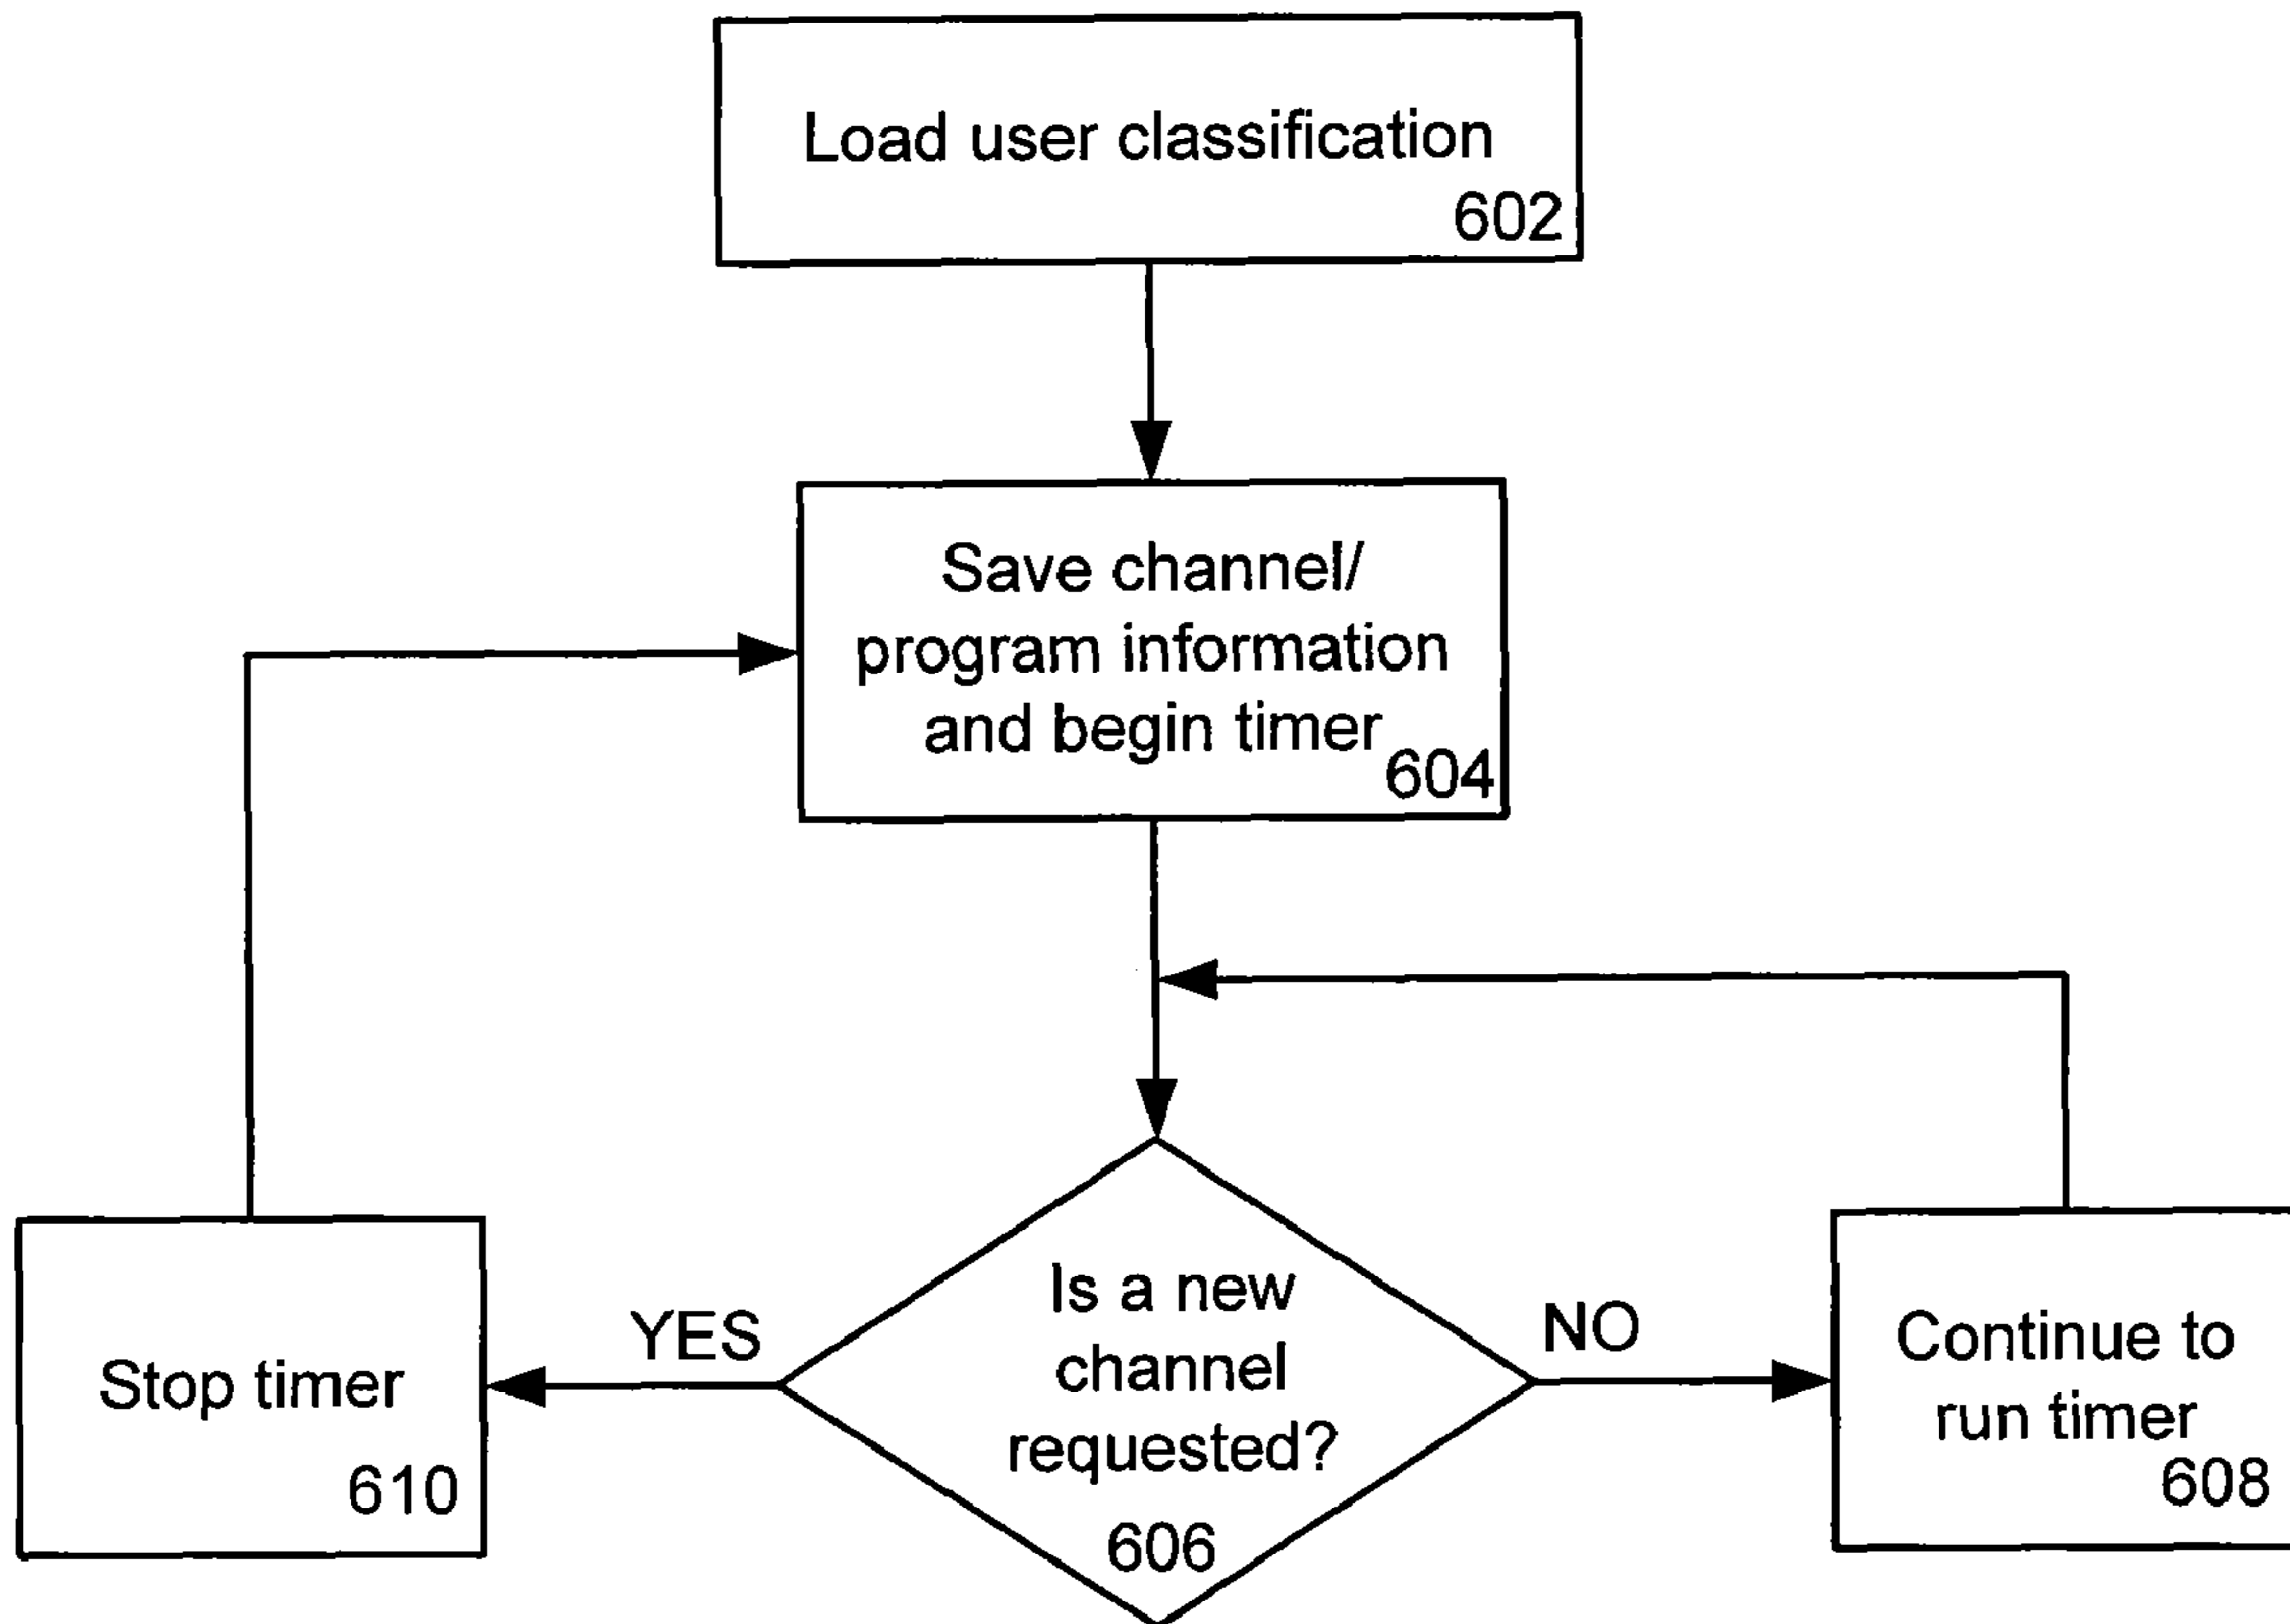 Load user classification
602
Save channel/
program information
and begin timer
604
Is a new
channel
requested?
606
YES
NO
Stop timer
610
Continue to
run timer
608